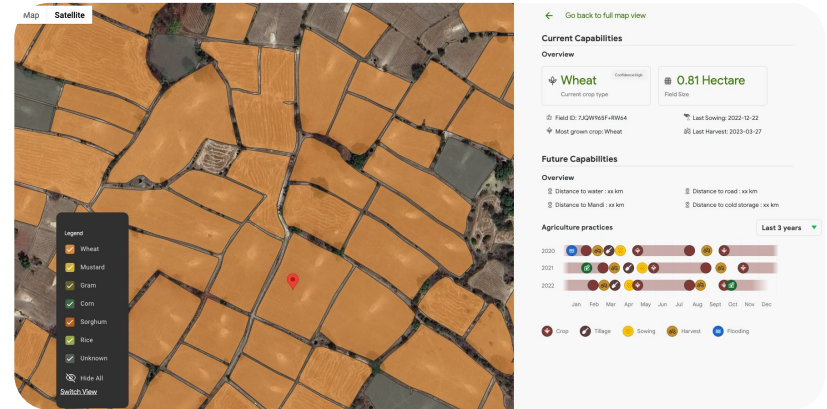 Map Satellite
Go back to full map view
Current Capabilities
Overview
Wheat
Confidence: High
Current crop type
0.81 Hectare
Field Size
Field ID: 7JQW965F+RW64
Last Sowing: 2022-12-22
Most grown crop: Wheat
Last Harvest: 2023-03-27
Future Capabilities
Overview
Distance to water : xx km
Distance to road : xx km
Distance to Mandi : xx km
Distance to cold storage : xx km
Agriculture practices
Last 3 years
2020
2021
2022
Jan Feb Mar Apr May Jun Jul Aug Sept Oct Nov Dec
Crop Tillage Sowing Harvest Flooding
Legend
Wheat
Mustard
Gram
Corn
Sorghum
Rice
Unknown
Hide All
Switch View